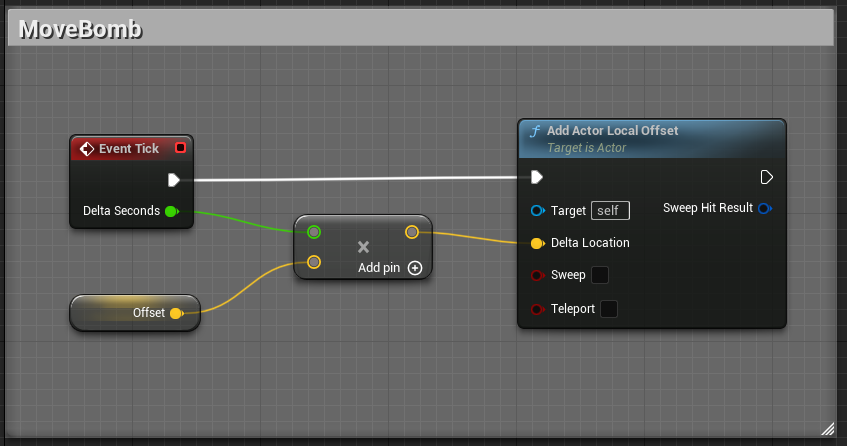 MoveBomb
Event Tick
Delta Seconds
Offset
Add pin
Add Actor Local Offset
Target is Actor
Target self
Sweep Hit Result
Delta Location
Sweep
Teleport